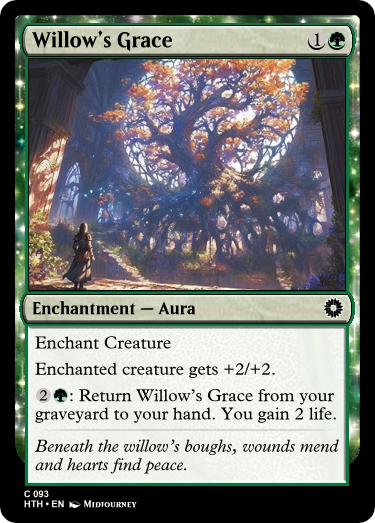 Willow's Grace 1
Enchantment — Aura
Enchant Creature
Enchanted creature gets +2/+2.
2 : Return Willow's Grace from your
graveyard to your hand. You gain 2 life.
Beneath the willow's boughs, wounds mend
and hearts find peace.
C 093
HTH • EN Midjourney